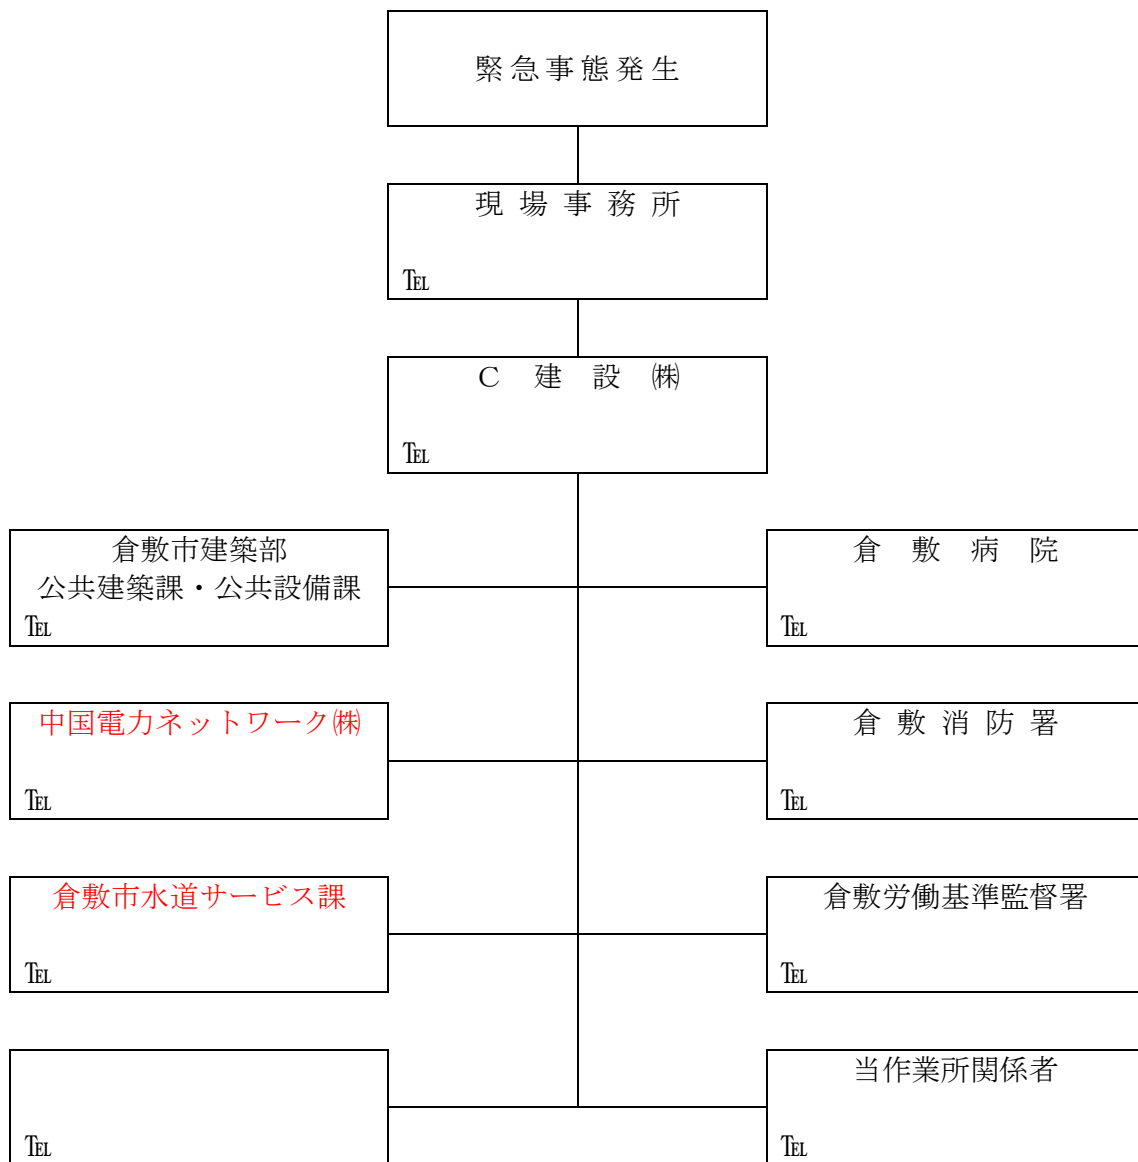 緊急事態発生
現場事務所
℡
C 建 設 ㈱
℡
倉敷市建築部
公共建築課・公共設備課
℡
倉 敷 病 院
℡
中国電力ネットワーク㈱
℡
倉 敷 消 防 署
℡
倉敷市水道サービス課
℡
倉敷労働基準監督署
℡
℡
当作業所関係者
℡